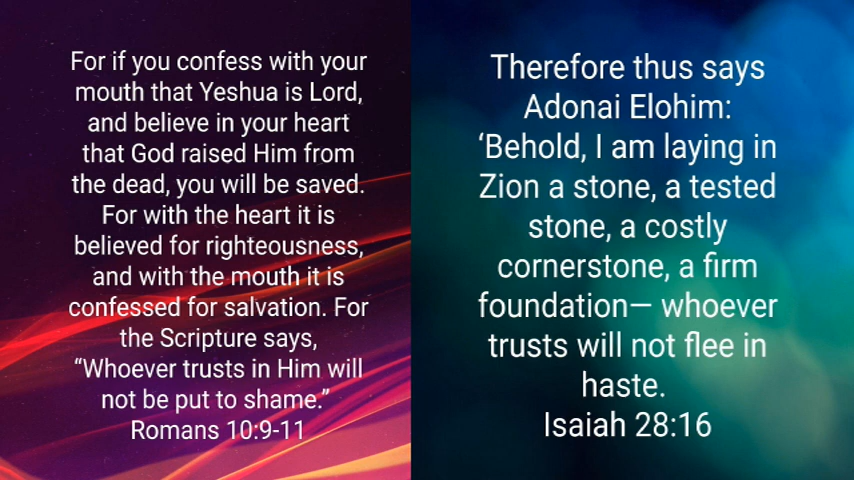 For if you confess with your
mouth that Yeshua is Lord,
and believe in your heart
that God raised Him from
the dead, you will be saved.
For with the heart it is
believed for righteousness,
and with the mouth it is
confessed for salvation. For
the Scripture says,
“Whoever trusts in Him will
not be put to shame.”
Romans 10:9-11
Therefore thus says
Adonai Elohim:
‘Behold, I am laying in
Zion a stone, a tested
stone, a costly
cornerstone, a firm
foundation— whoever
trusts will not flee in
haste.
Isaiah 28:16